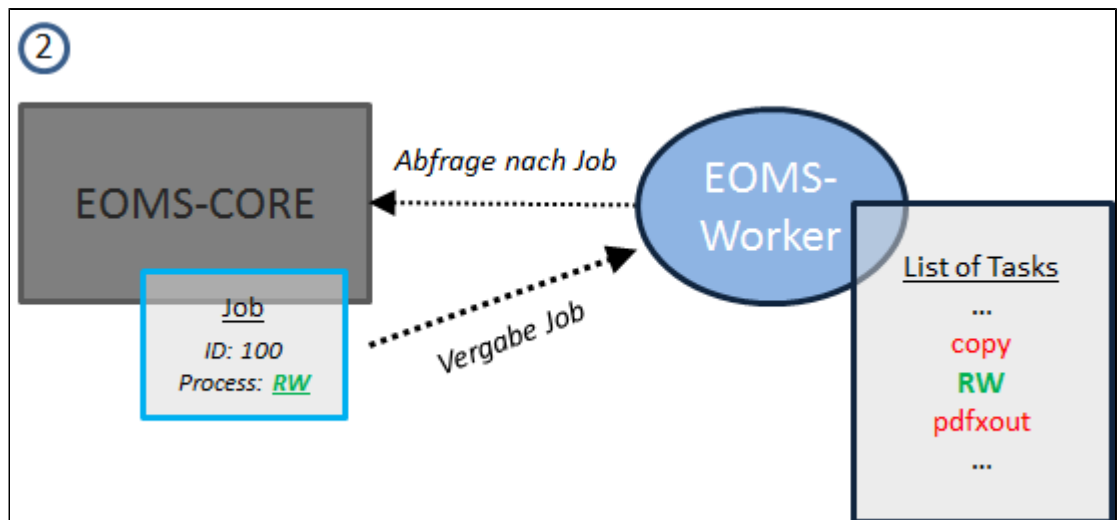 2
EOMS-CORE
Abfrage nach Job
EOMS-
Worker
Vergabe Job
Job
ID: 100
Process: RW
List of Tasks
...
copy
RW
pdfxout
...